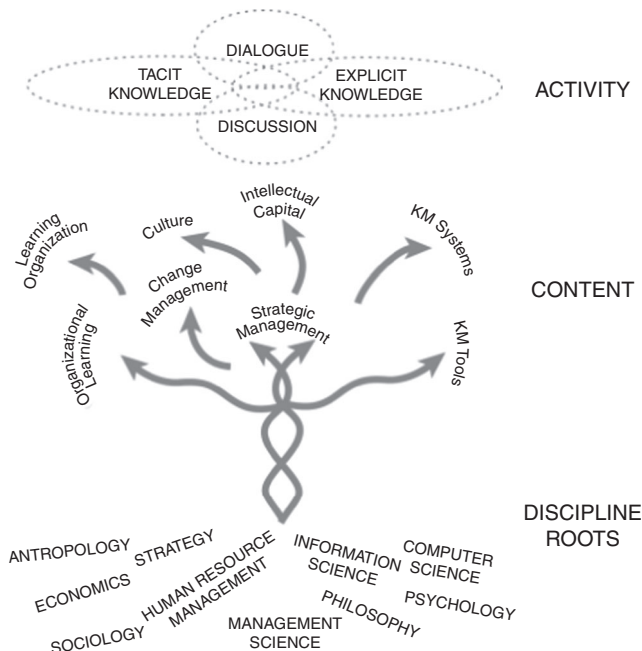 DIALOGUE
TACIT
KNOWLEDGE
EXPLICIT
KNOWLEDGE
DISCUSSION
ACTIVITY
Learning
Organization
Culture
Intellectual
Capital
KM Systems
Change
Management
Strategic
Management
Organizational
Learning
KM Tools
CONTENT
DISCIPLINE
ROOTS
ANTROPOLOGY
STRATEGY
ECONOMICS
HUMAN RESOURCE
MANAGEMENT
SOCIOLOGY
INFORMATION
SCIENCE
COMPUTER
SCIENCE
PSYCHOLOGY
PHILOSOPHY
MANAGEMENT
SCIENCE